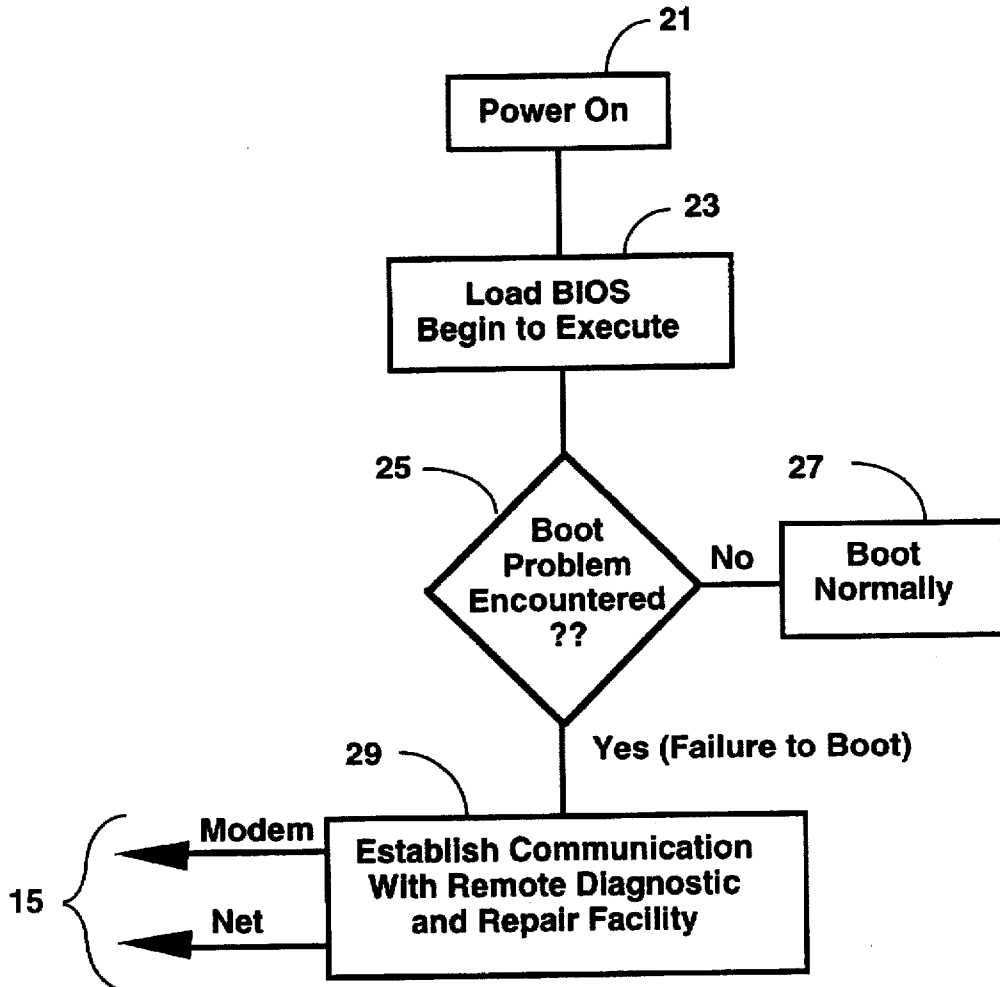 21
Power On
23
Load BIOS
Begin to Execute
25
27
Boot
Problem
Encountered
??
No
Boot
Normally
Yes (Failure to Boot)
29
Modem
Establish Communication
With Remote Diagnostic
and Repair Facility
15
Net